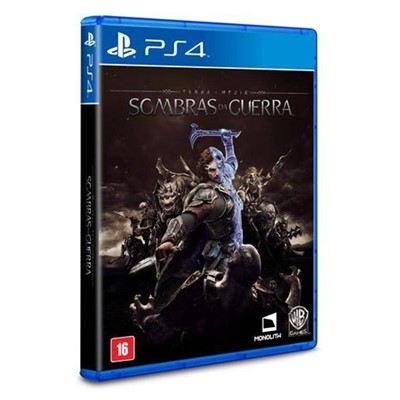 PS4
TERRA-MÉDIA
SOMBRAS DA GUERRA
PS4
SOMBRAS DA GUERRA
16
MONOLITH
WB
GAMES